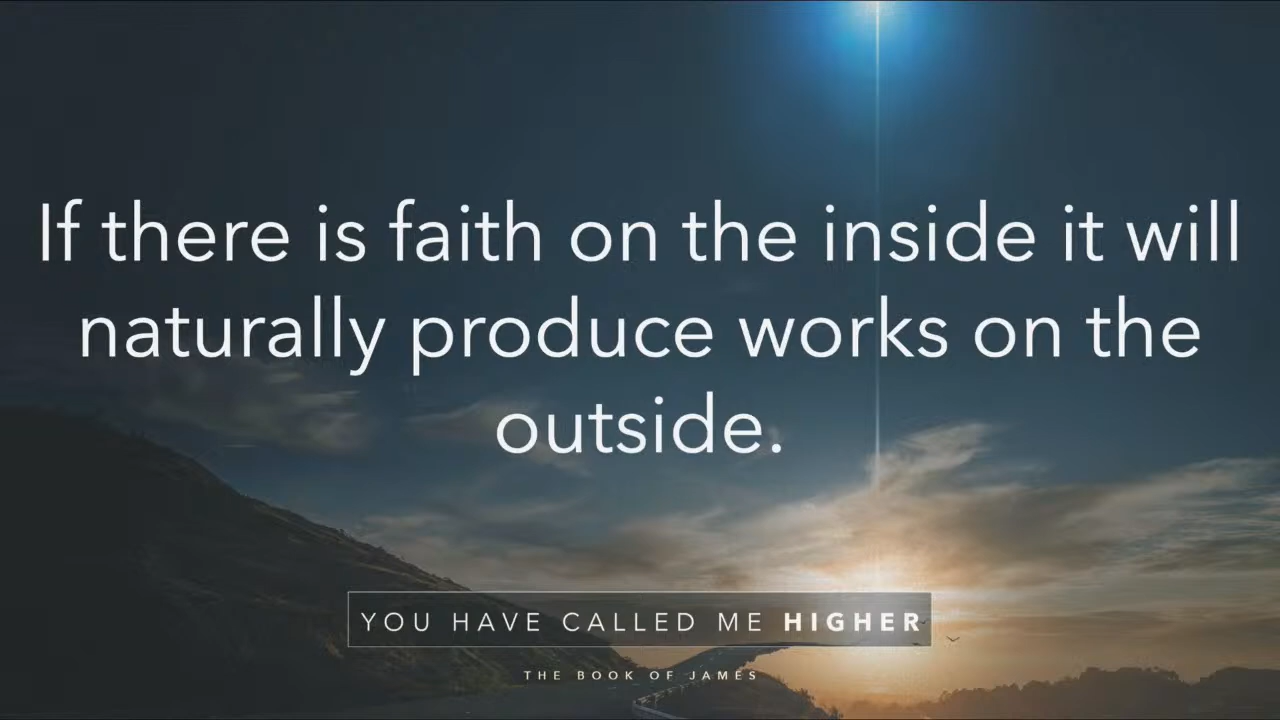 If there is faith on the inside it will
naturally produce works on the
outside.
YOU HAVE CALLED ME HIGHER
THE BOOK OF JAMES